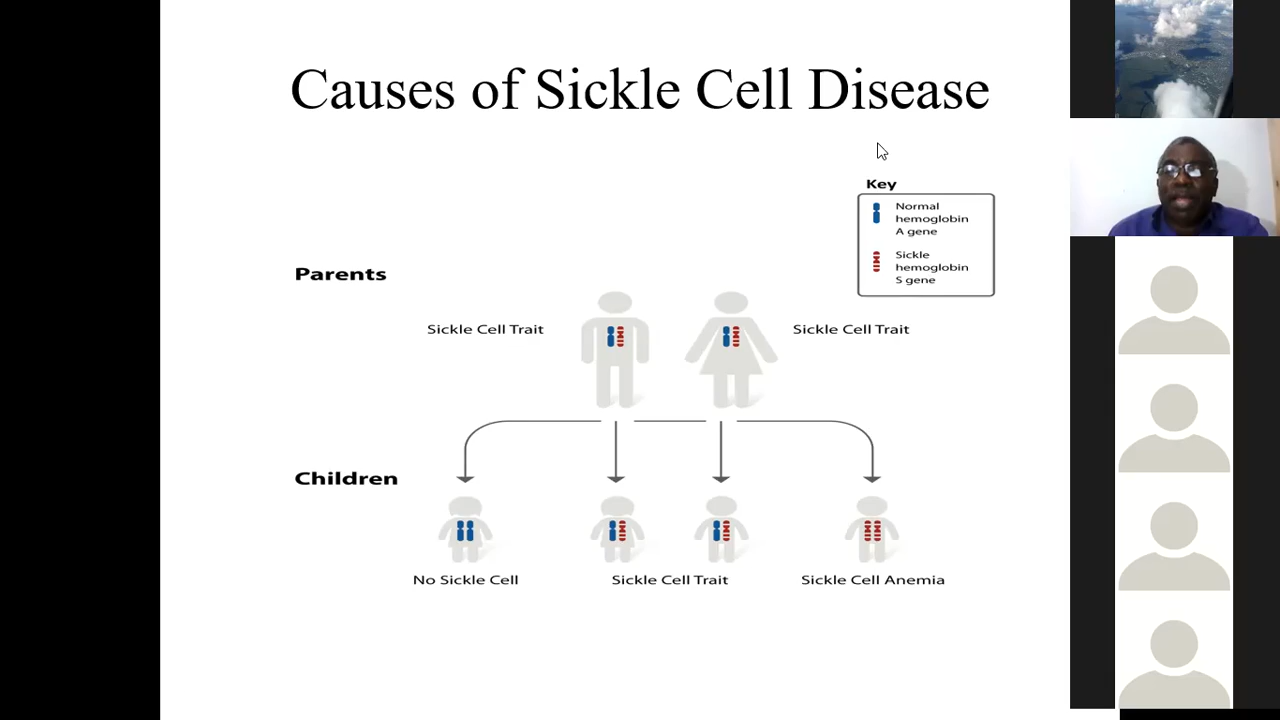 Causes of Sickle Cell Disease
Key
Normal
hemoglobin
A gene
Sickle
hemoglobin
S gene
Parents
Sickle Cell Trait
Sickle Cell Trait
Children
No Sickle Cell
Sickle Cell Trait
Sickle Cell Anemia